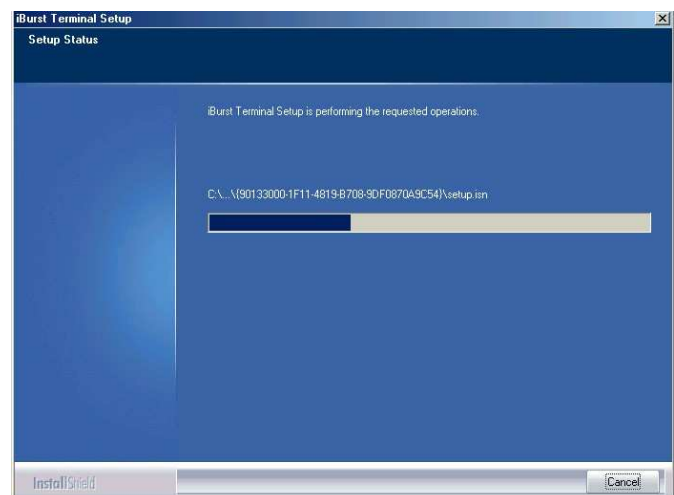 iBurst Terminal Setup
Setup Status
iBurst Terminal Setup is performing the requested operations.
C:\...\{90133000-1F11-4819-B708-9DF0870A9C54}\setup.isn
InstallShield
Cancel